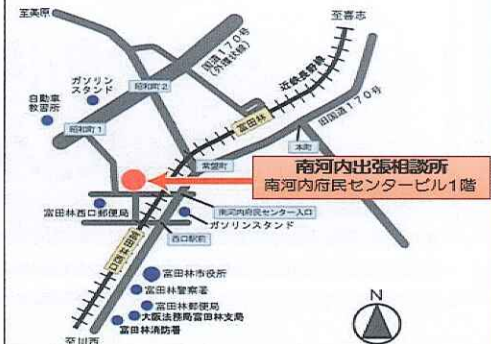 至美原
至喜志
国道170号
(外環状線)
近鉄長野線
ガソリン
スタンド
昭和町2
自動車
教習所
旧国道170号
富田林
昭和町1
本町
常盤町
南河内出張相談所
南河内府民センタービル1階
富田林西口郵便局
南河内府民センター入口
ガソリンスタンド
西口駅前
富田林西口
富田林市役所
富田林警察署
富田林郵便局
大阪法務局富田林支局
富田林消防署
至川西
N